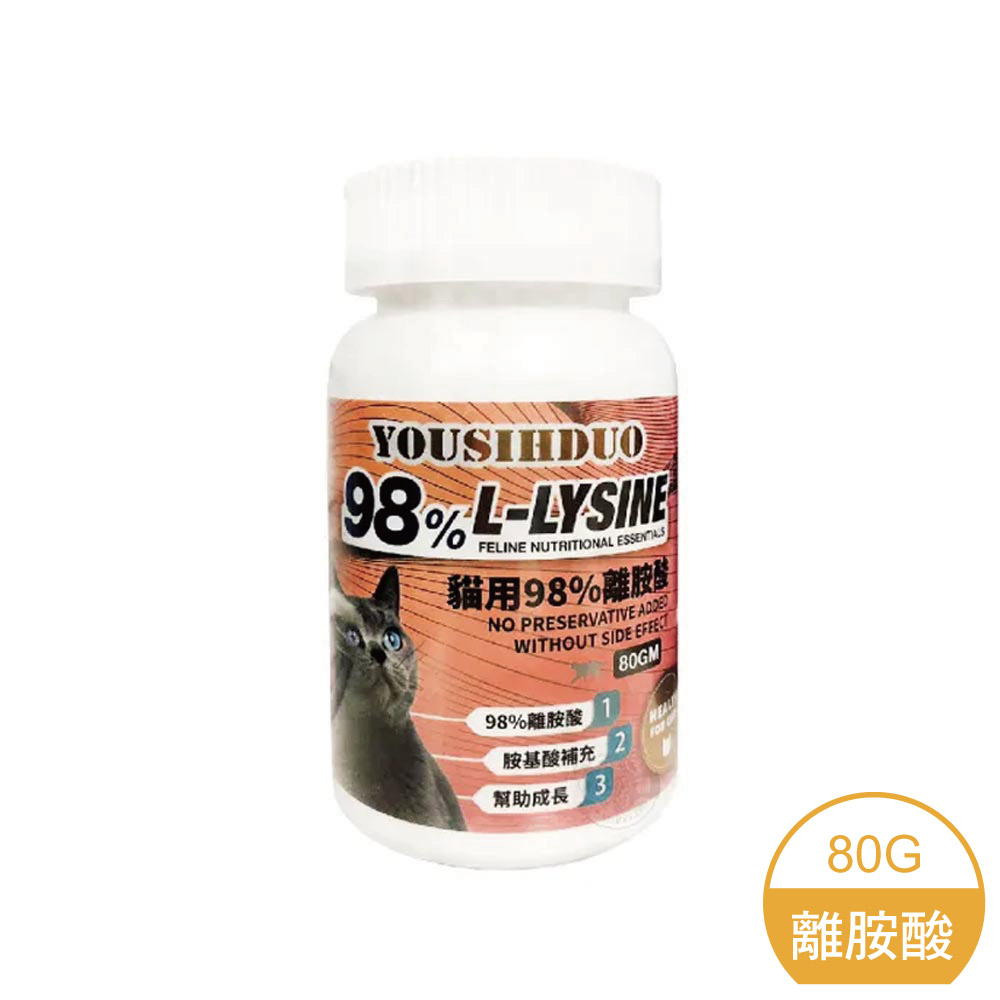 YOUSIHDUO
98% L-LYSINE
FELINE NUTRITIONAL ESSENTIALS
貓用98%離胺酸
NO PRESERVATIVE ADDED
WITHOUT SIDE EFFECT
80GM
98%離胺酸 1
胺基酸補充 2
幫助成長 3
80G
離胺酸